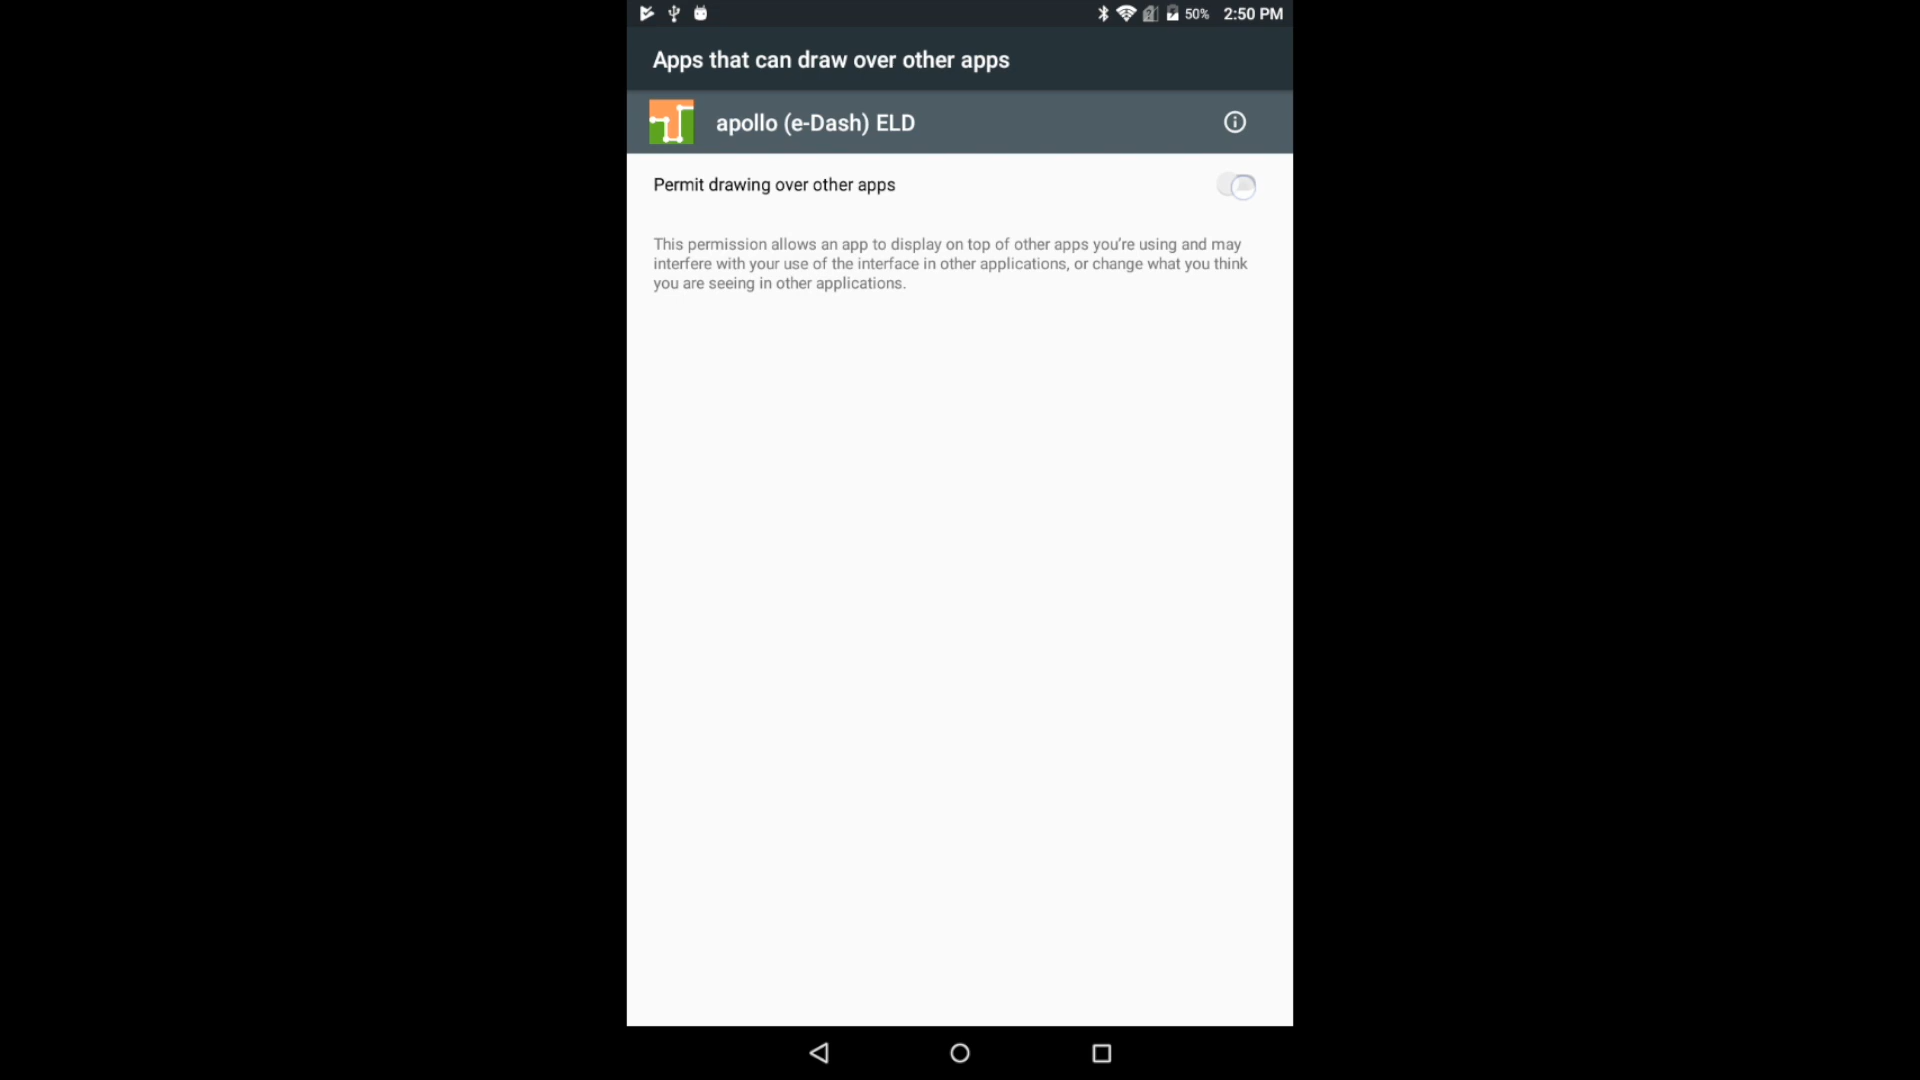 50% 2:50 PM
Apps that can draw over other apps
apollo (e-Dash) ELD
Permit drawing over other apps
This permission allows an app to display on top of other apps you're using and may
interfere with your use of the interface in other applications, or change what you think
you are seeing in other applications.